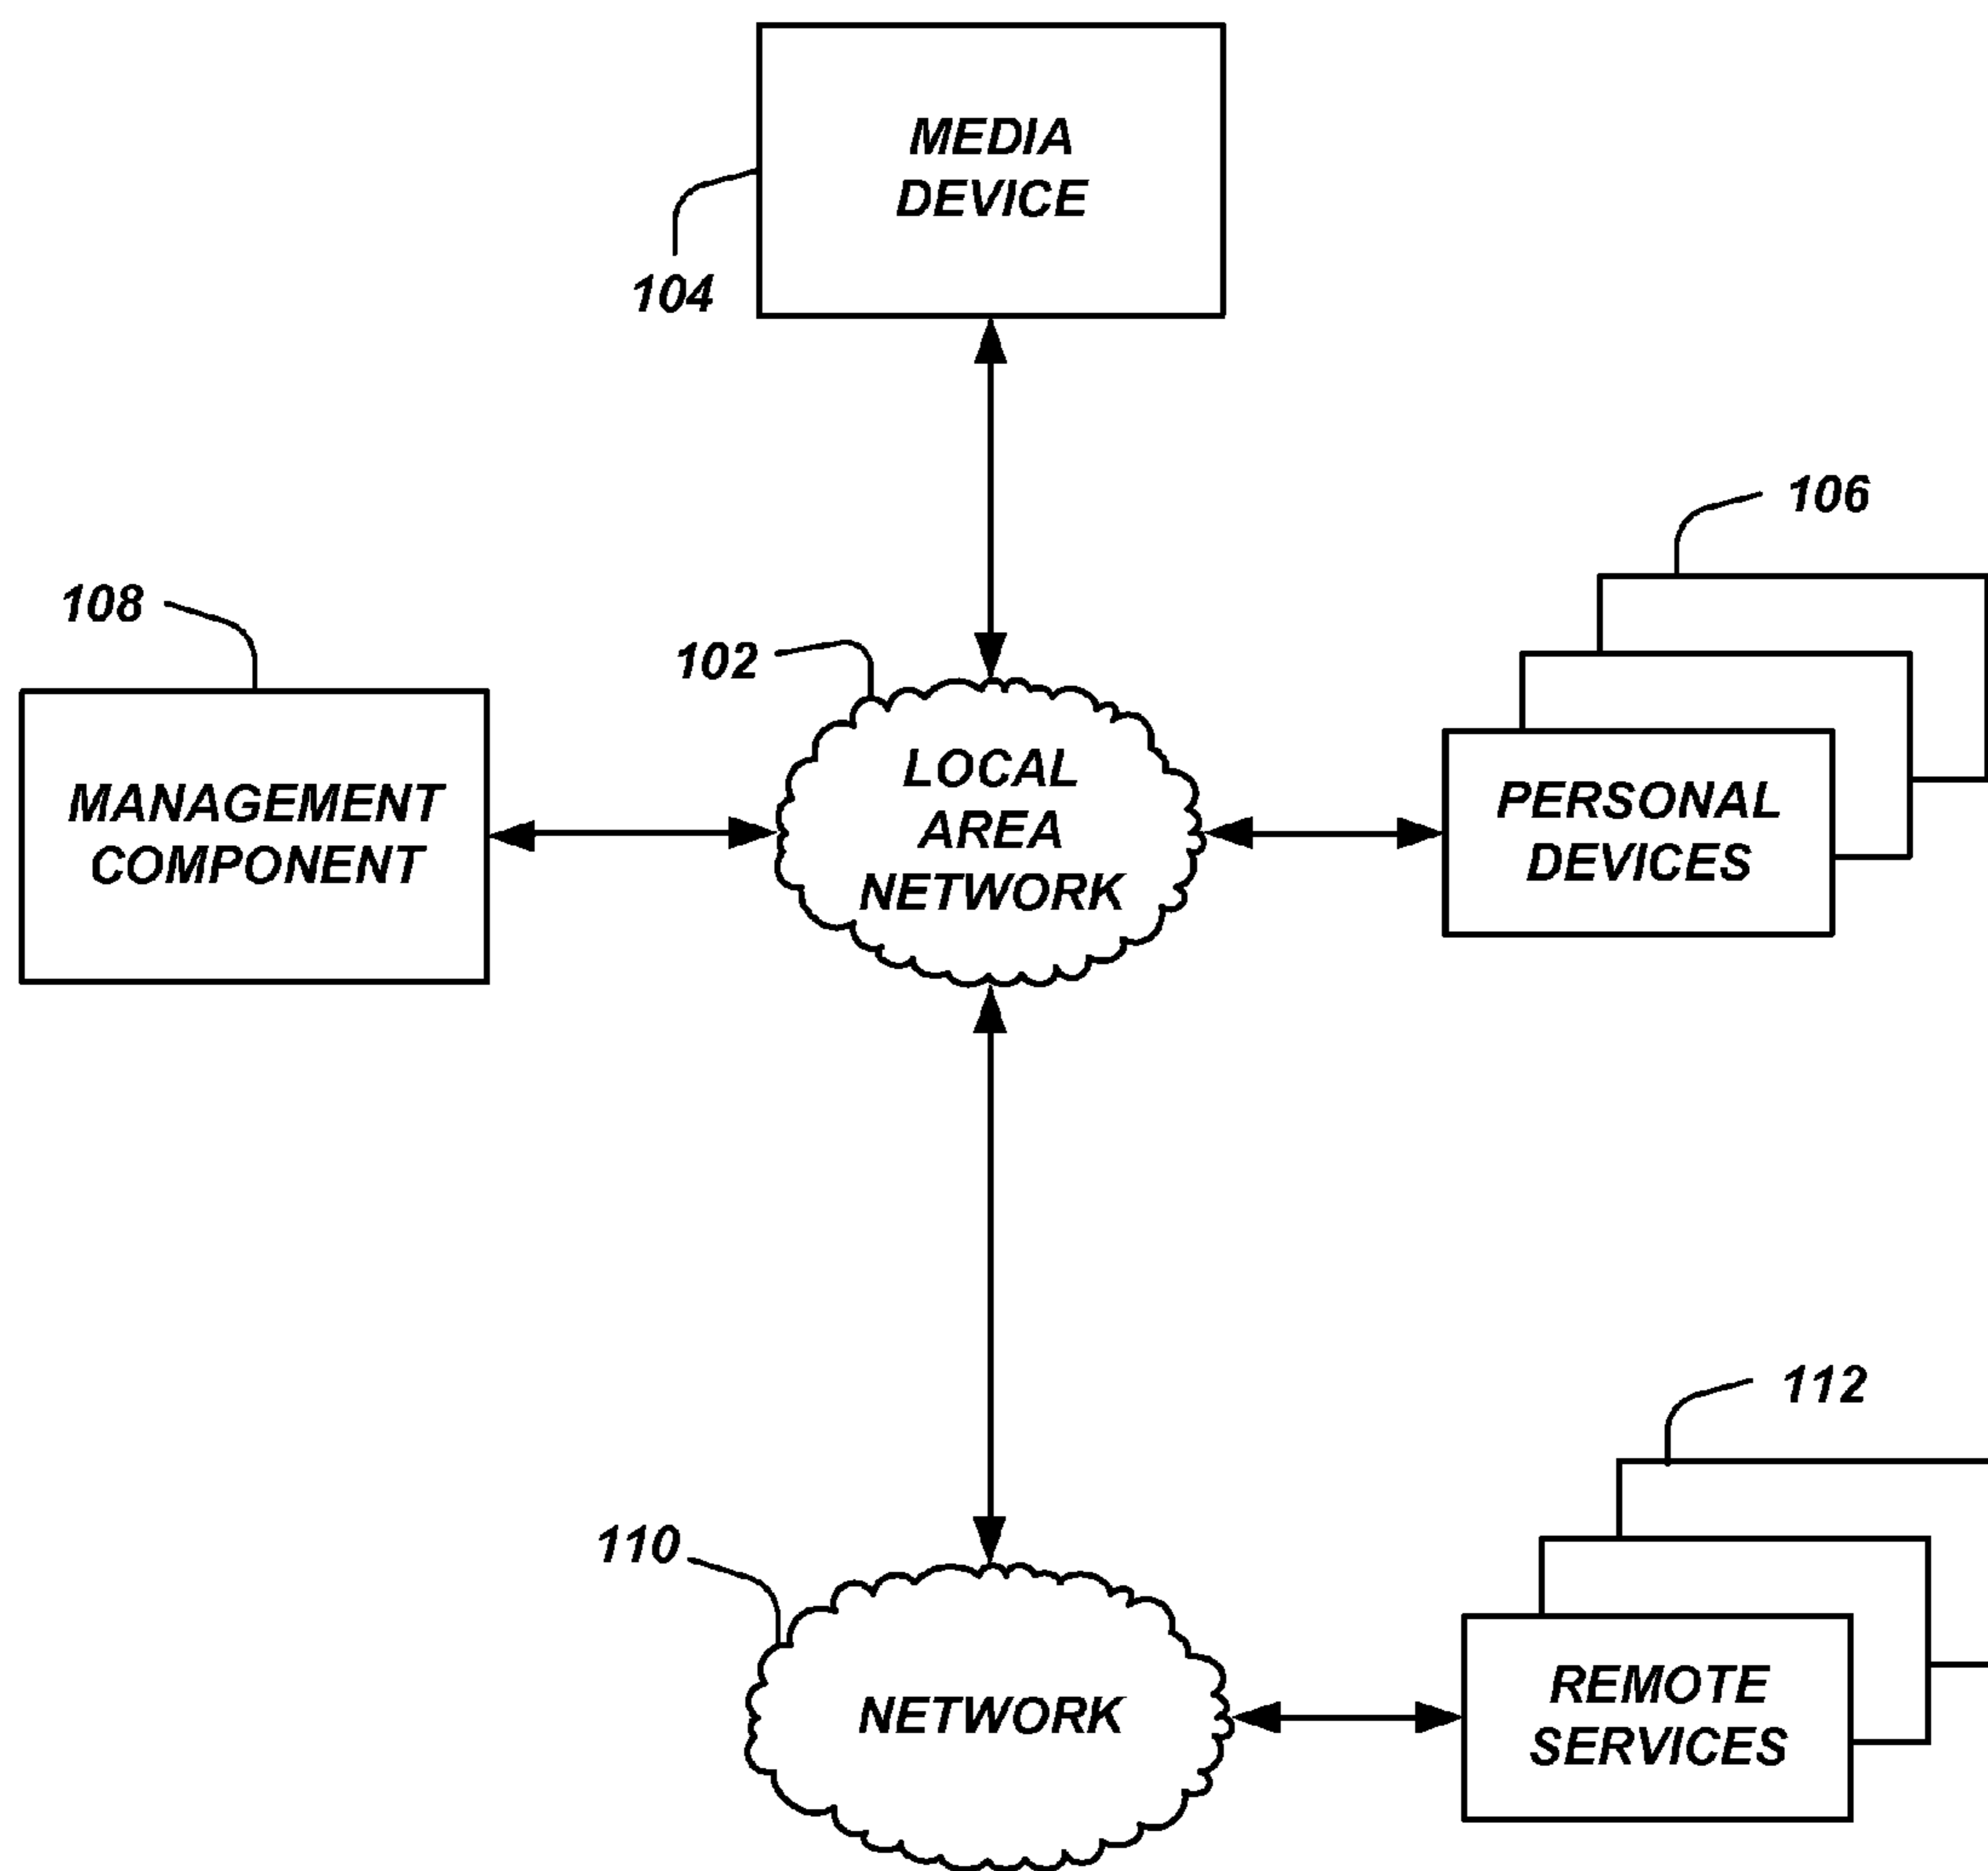 MEDIA
DEVICE
104
106
108
102
LOCAL
AREA
NETWORK
MANAGEMENT
COMPONENT
PERSONAL
DEVICES
112
110
NETWORK
REMOTE
SERVICES